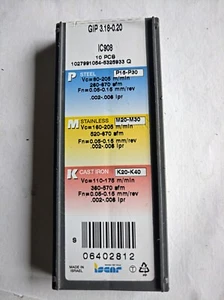 GIP 3.18-0.20
IC908
10 PCB
1027991054-5325933 Q
P STEEL P15-P30
Vc=80-205 m/min
260-670 sfm
Fn=0.05-0.15 mm/rev
.002-.006 ipr
M STAINLESS M20-M30
Vc=160-205 m/min
520-670 sfm
Fn=0.05-0.15 mm/rev
.002-.006 ipr
K CAST IRON K20-K40
Vc=110-175 m/min
360-570 sfm
Fn=0.05-0.15 mm/rev
.002-.006 ipr
S
06402812
MADE IN
ISRAEL
iscar